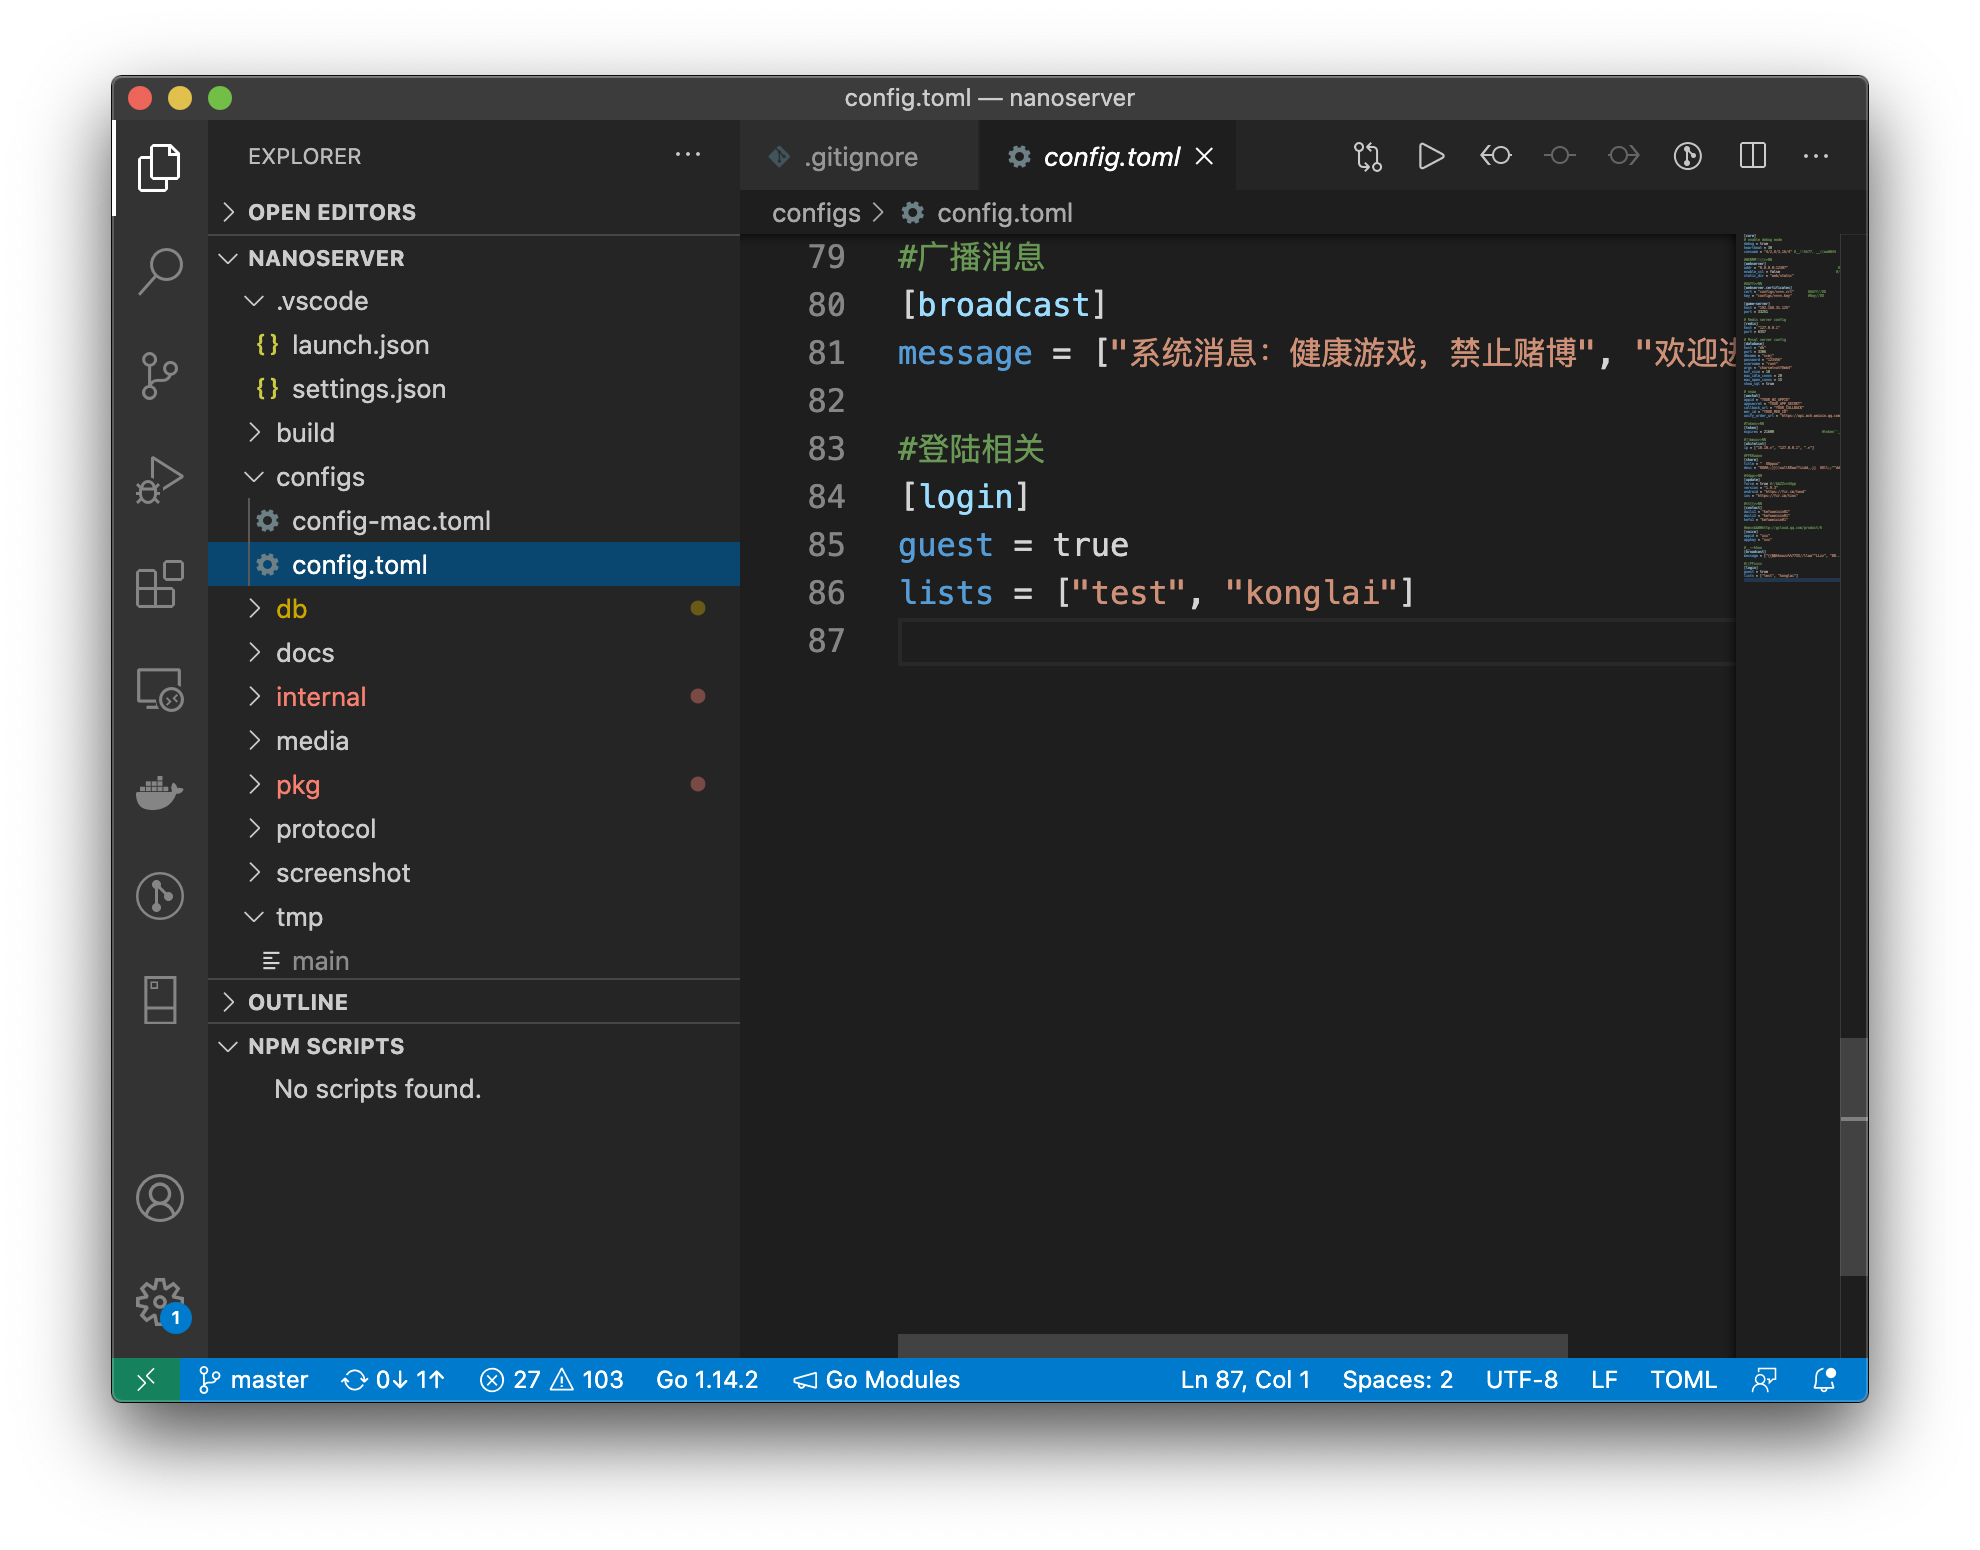 config.toml — nanoserver
EXPLORER
OPEN EDITORS
NANOSERVER
.vscode
{} launch.json
{} settings.json
build
configs
config-mac.toml
config.toml
db
docs
internal
media
pkg
protocol
screenshot
tmp
main
OUTLINE
NPM SCRIPTS
No scripts found.
1
.gitignore
config.toml
configs > config.toml
79 #广播消息
80 [broadcast]
81 message = ["系统消息：健康游戏，禁止赌博", "欢迎进
82
83 #登陆相关
84 [login]
85 guest = true
86 lists = ["test", "konglai"]
87
master 0↓ 1↑ 27 103 Go 1.14.2 Go Modules Ln 87, Col 1 Spaces: 2 UTF-8 LF TOML